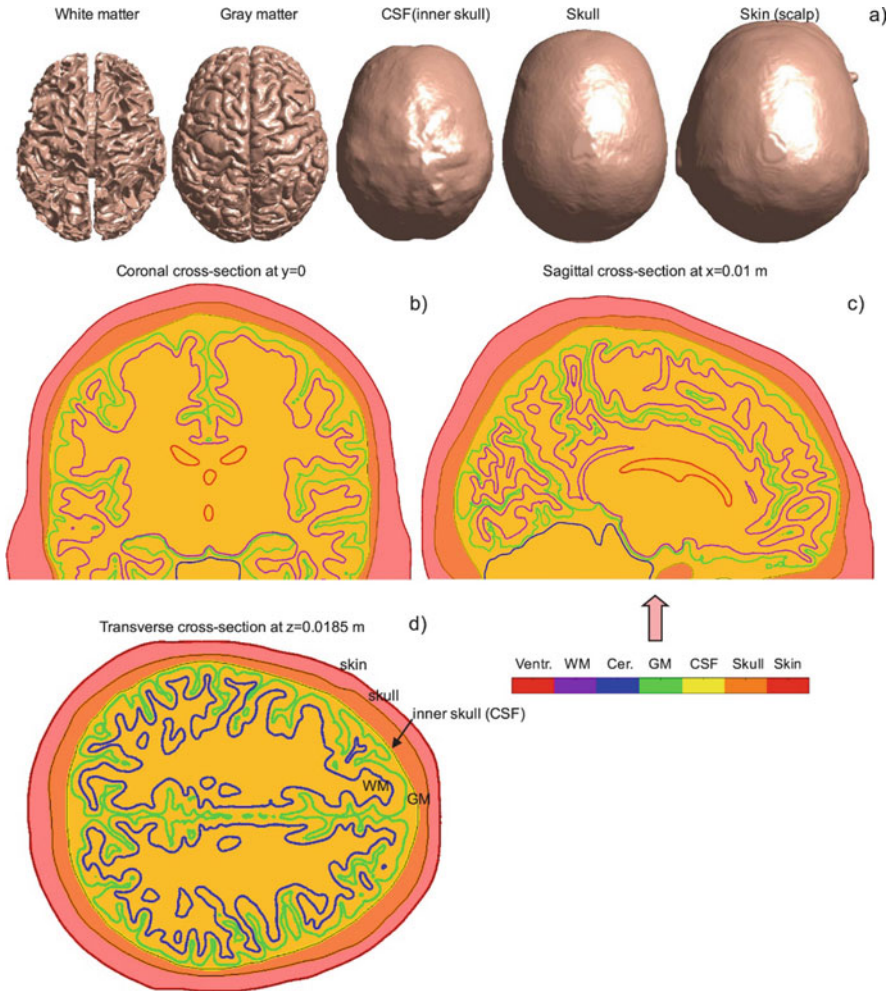 White matter Gray matter CSF(inner skull) Skull Skin (scalp) a)
Coronal cross-section at y=0 Sagittal cross-section at x=0.01 m
b) c)
Transverse cross-section at z=0.0185 m d)
skin
Ventr. WM Cer. GM CSF Skull Skin
skull
inner skull (CSF)
WM
GM